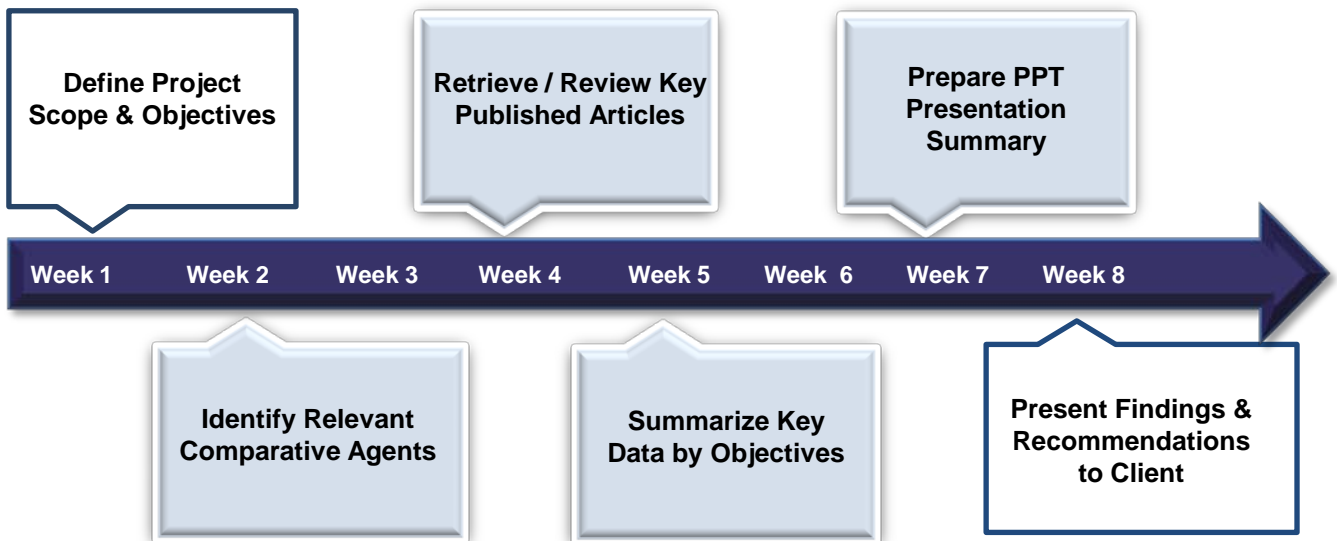 Define Project
Scope & Objectives
Retrieve / Review Key
Published Articles
Prepare PPT
Presentation
Summary
Week 1 Week 2 Week 3 Week 4 Week 5 Week 6 Week 7 Week 8
Identify Relevant
Comparative Agents
Summarize Key
Data by Objectives
Present Findings &
Recommendations
to Client